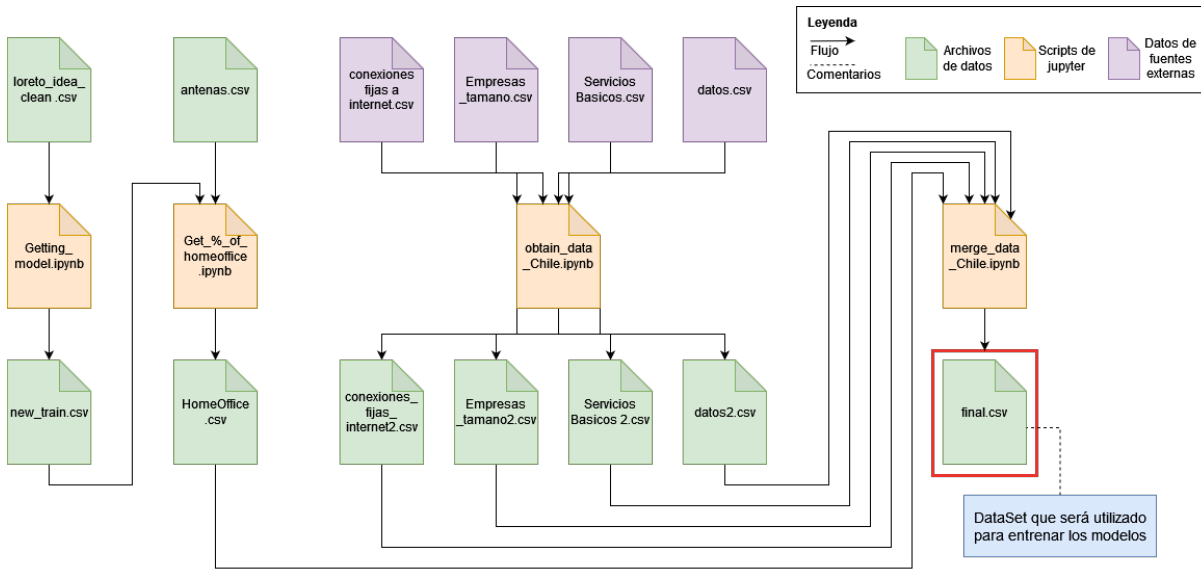 Leyenda
Flujo
Comentarios
Archivos
de datos
Scripts de
jupyter
Datos de
fuentes
externas
loreto_idea_
clean .csv
antenas.csv
conexiones
fijas a
internet.csv
Empresas
_tamano.csv
Servicios
Basicos.csv
datos.csv
Getting_
model.ipynb
Get_%_of_
homeoffice
.ipynb
obtain_data
_Chile.ipynb
merge_data
_Chile.ipynb
new_train.csv
HomeOffice
.csv
conexiones_
fijas_
internet2.csv
Empresas
_tamano2.csv
Servicios
Basicos 2.csv
datos2.csv
final.csv
DataSet que será utilizado
para entrenar los modelos